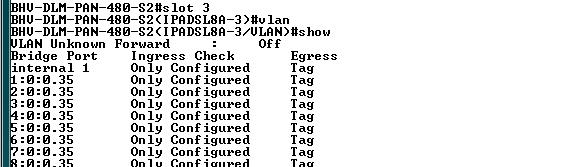 BHV-DLM-PAN-480-S2#slot 3
BHV-DLM-PAN-480-S2(IPADSL8A-3)#vlan
BHV-DLM-PAN-480-S2(IPADSL8A-3/VLAN)#show
VLAN Unknown Forward : Off
Bridge Port Ingress Check Egress
internal 1 Only Configured Tag
1:0:0.35 Only Configured Tag
2:0:0.35 Only Configured Tag
3:0:0.35 Only Configured Tag
4:0:0.35 Only Configured Tag
5:0:0.35 Only Configured Tag
6:0:0.35 Only Configured Tag
7:0:0.35 Only Configured Tag
8:0:0.35 Only Configured Tag